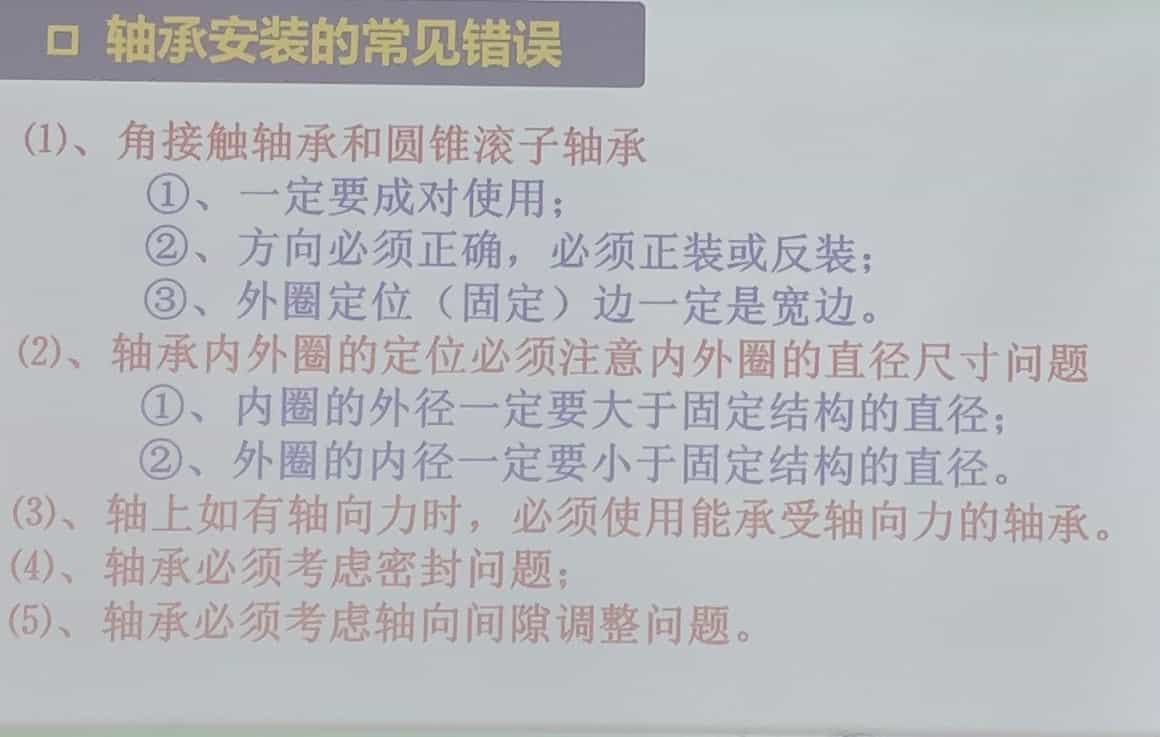 □ 轴承安装的常见错误
(1)、角接触轴承和圆锥滚子轴承
①、一定要成对使用;
②、方向必须正确，必须正装或反装;
③、外圈定位（固定）边一定是宽边。
(2)、轴承内外圈的定位必须注意内外圈的直径尺寸问题
①、内圈的外径一定要大于固定结构的直径;
②、外圈的内径一定要小于固定结构的直径。
(3)、轴上如有轴向力时，必须使用能承受轴向力的轴承。
(4)、轴承必须考虑密封问题;
(5)、轴承必须考虑轴向间隙调整问题。